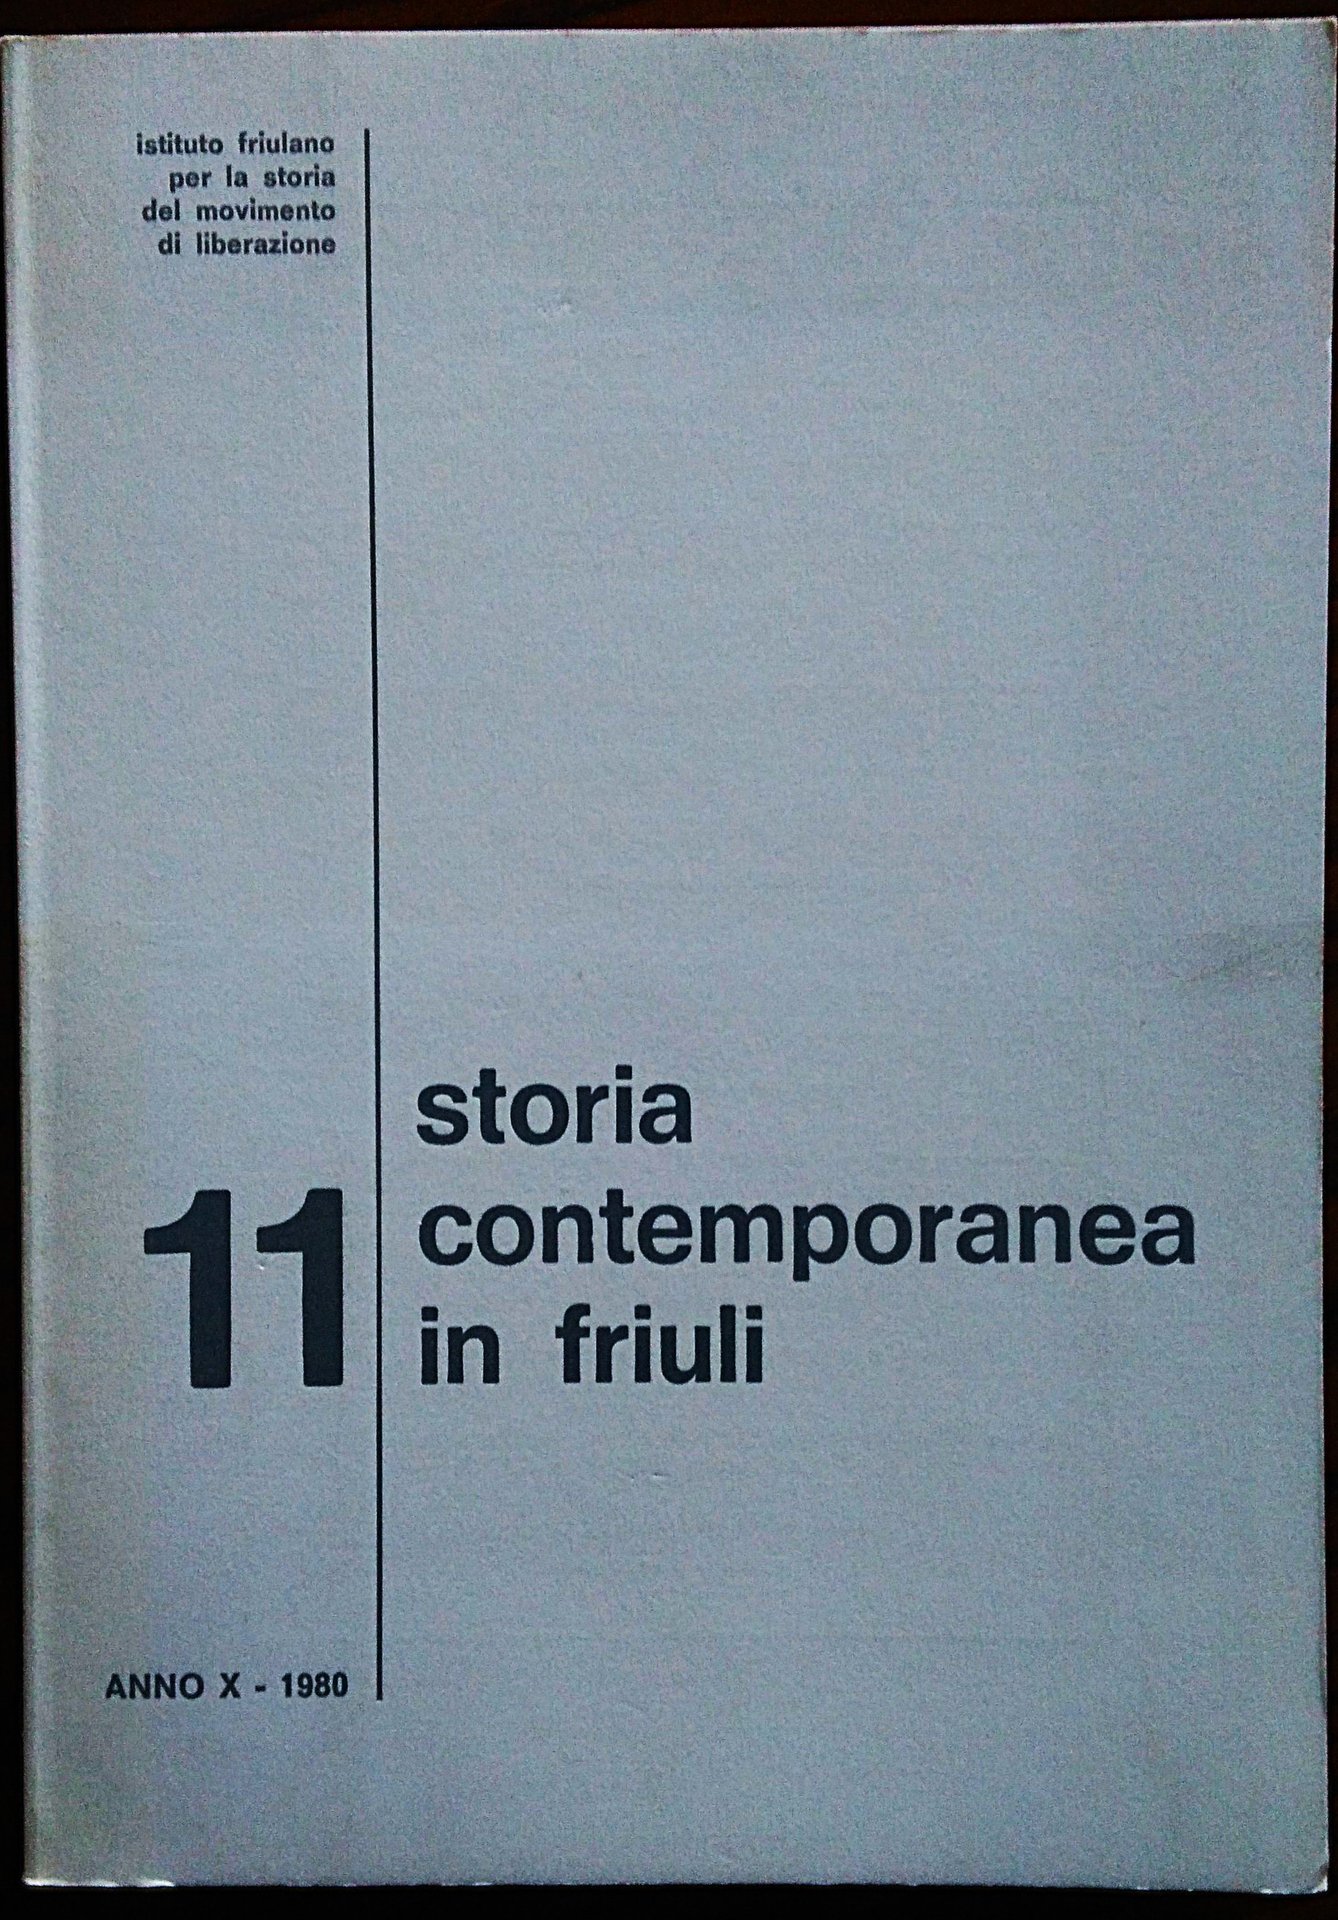 istituto friulano
per la storia
del movimento
di liberazione
11
storia
contemporanea
in friuli
ANNO X - 1980